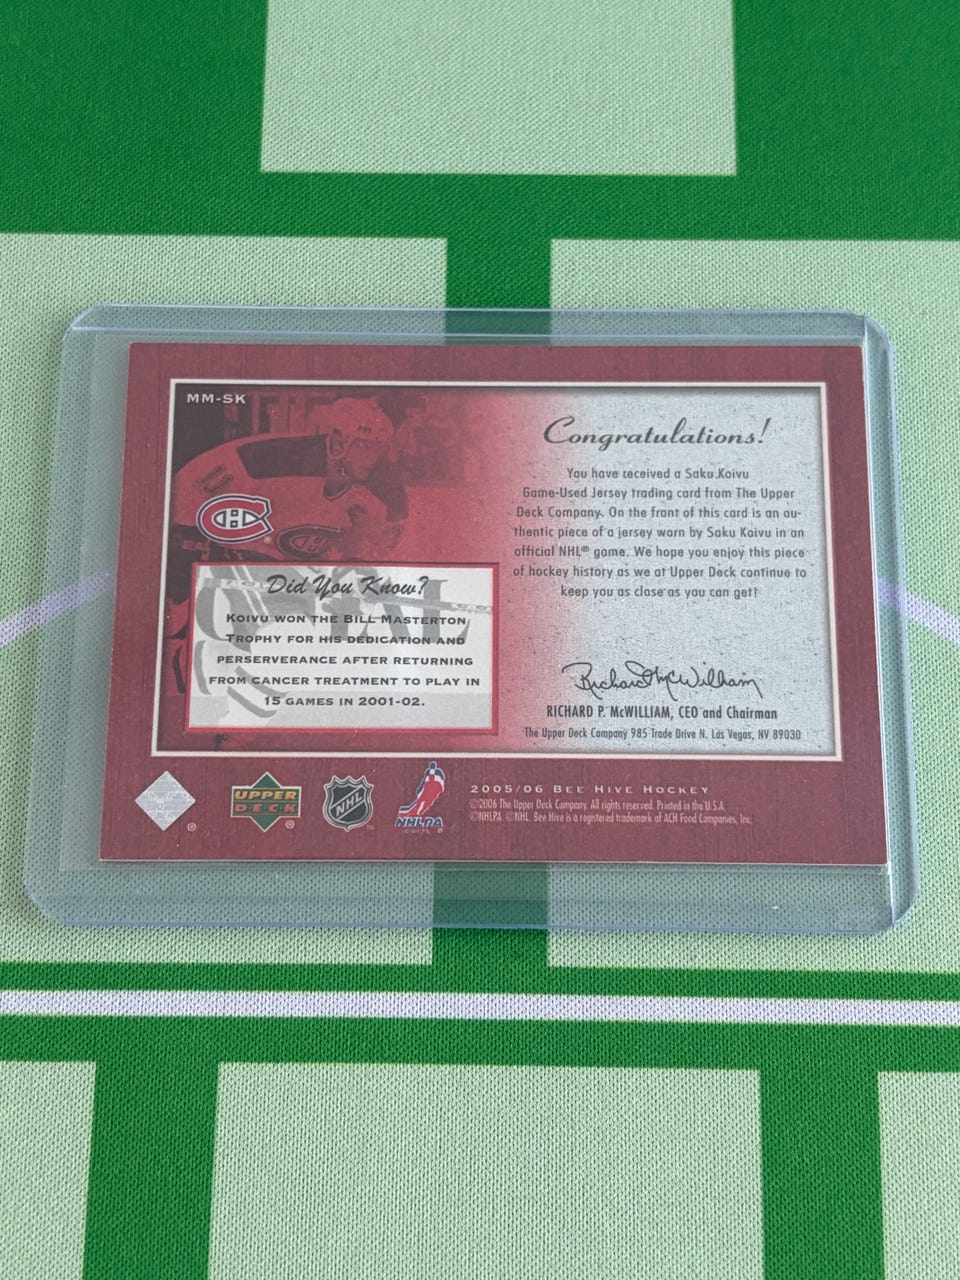 MM-SK
11
Did You Know?
KOIVU WON THE BILL MASTERTON
TROPHY FOR HIS DEDICATION AND
PERSERVERANCE AFTER RETURNING
FROM CANCER TREATMENT TO PLAY IN
15 GAMES IN 2001-02.
Congratulations!
You have received a Saku Koivu
Game-Used Jersey trading card from The Upper
Deck Company. On the front of this card is an au-
thentic piece of a jersey worn by Saku Koivu in an
official NHL® game. We hope you enjoy this piece
of hockey history as we at Upper Deck continue to
keep you as close as you can get!
Richard P. McWilliam
RICHARD P. McWILLIAM, CEO and Chairman
The Upper Deck Company 985 Trade Drive N. Las Vegas, NV 89030
UPPER
DECK
NHL
NHLPA
2005/06 BEE HIVE HOCKEY
©2006 The Upper Deck Company. All rights reserved. Printed in the U.S.A.
©NHLPA ©NHL. Bee Hive is a registered trademark of ACH Food Companies, Inc.